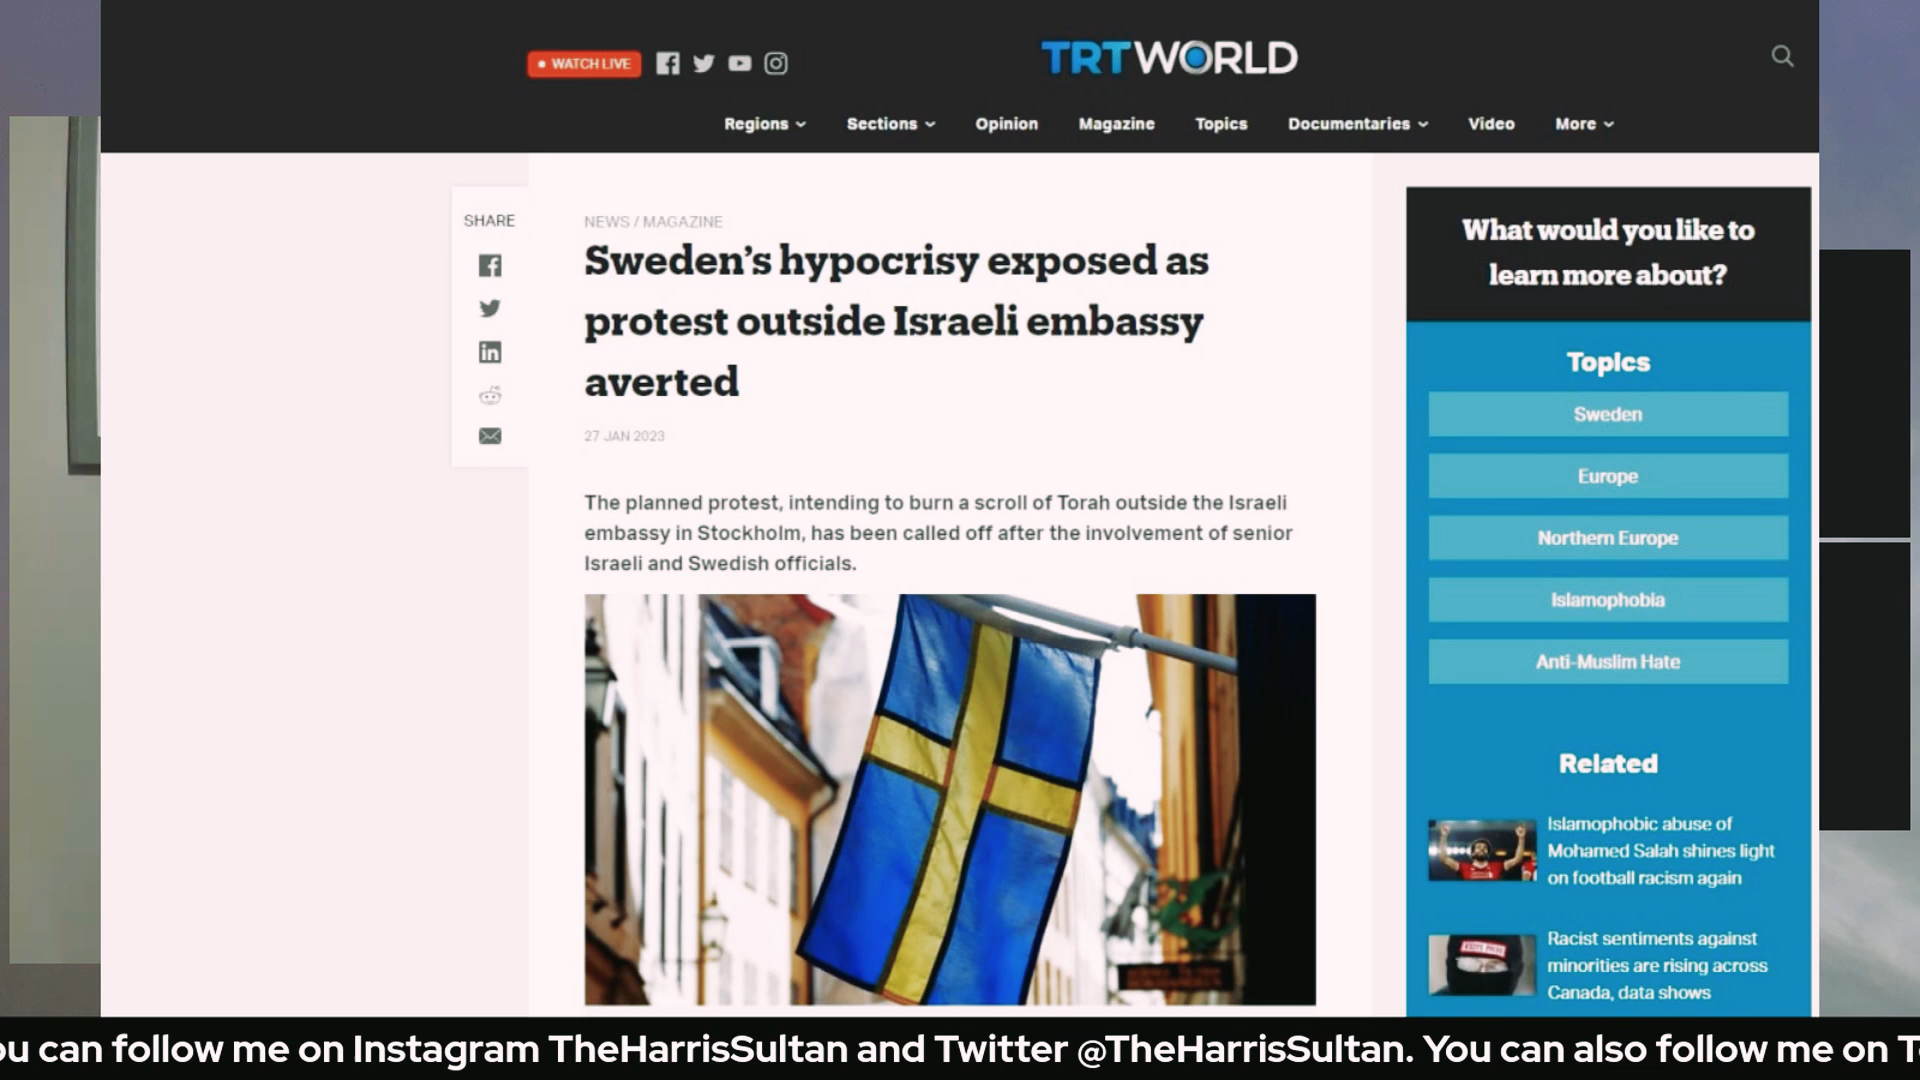 WATCH LIVE
TRT WORLD
Regions
Sections
Opinion
Magazine
Topics
Documentaries
Video
More
SHARE
NEWS / MAGAZINE
Sweden’s hypocrisy exposed as
protest outside Israeli embassy
averted
27 JAN 2023
The planned protest, intending to burn a scroll of Torah outside the Israeli
embassy in Stockholm, has been called off after the involvement of senior
Israeli and Swedish officials.
What would you like to
learn more about?
Topics
Sweden
Europe
Northern Europe
Islamophobia
Anti-Muslim Hate
Related
Islamophobic abuse of
Mohamed Salah shines light
on football racism again
Racist sentiments against
minorities are rising across
Canada, data shows
ou can follow me on Instagram TheHarrisSultan and Twitter @TheHarrisSultan. You can also follow me on